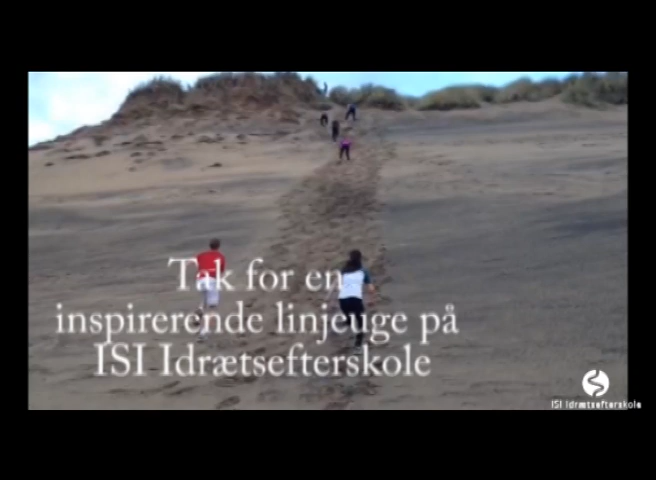 Tak for en
inspirerende linjeuge på
ISI Idrætsefterskole
ISI Idrætsefterskole